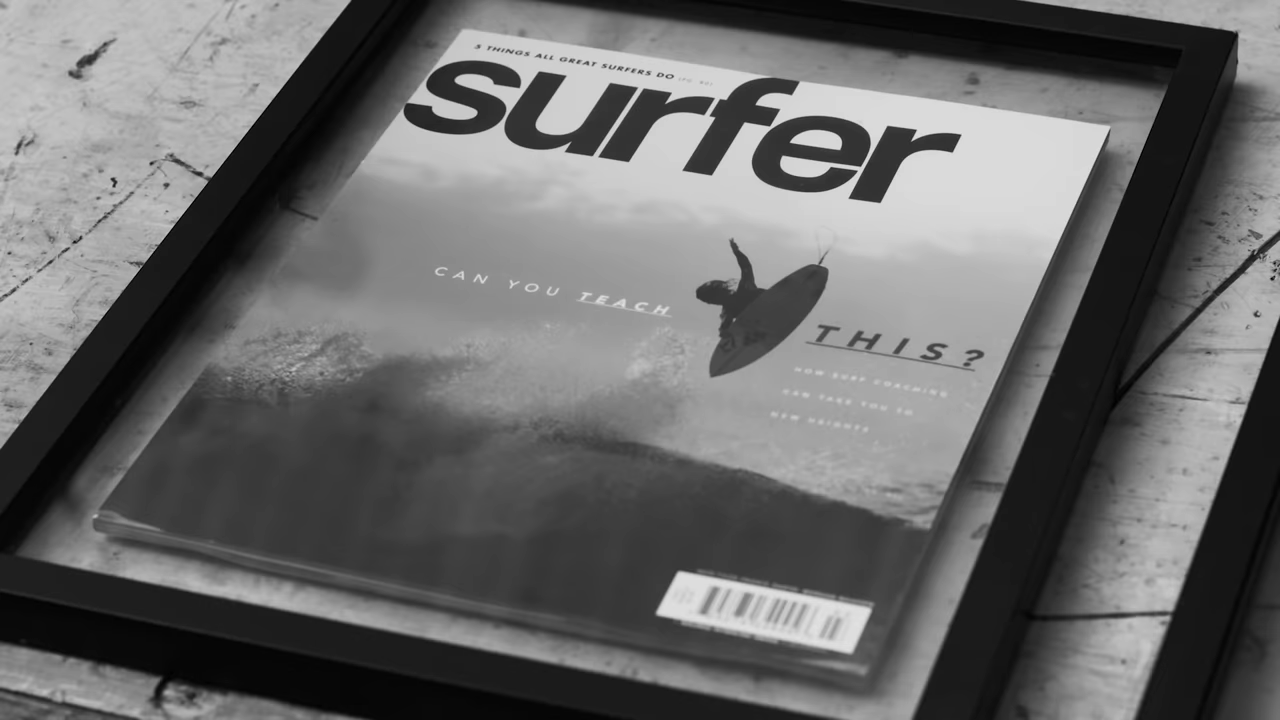 5 THINGS ALL GREAT SURFERS DO
surfer
CAN YOU TEACH
THIS?
HOW SURF COACHING
CAN TAKE YOU TO
NEW HEIGHTS